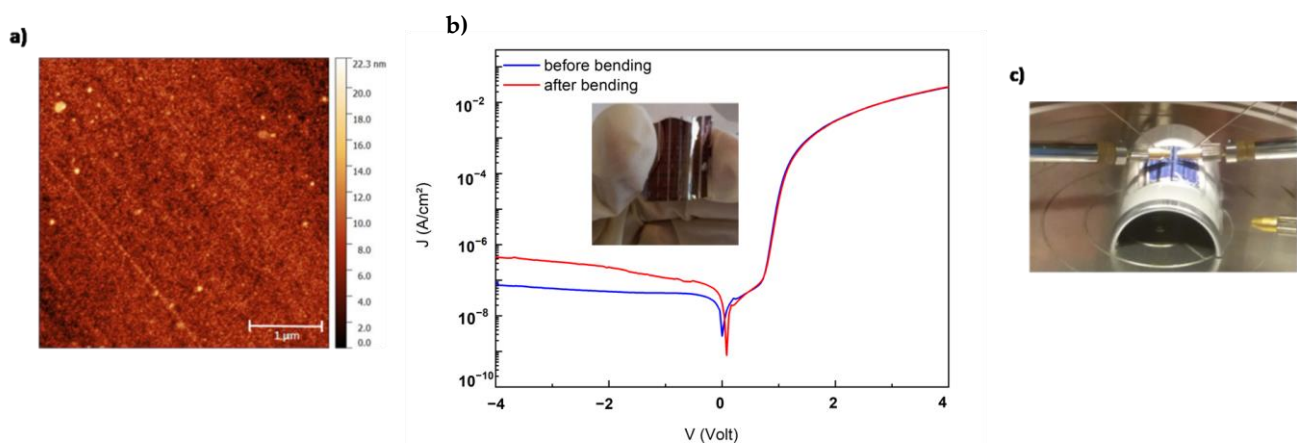 a)
22.3 nm
20.0
18.0
16.0
14.0
12.0
10.0
8.0
6.0
4.0
2.0
0.0
1 µm
b)
before bending
after bending
J (A/cm²)
10⁻²
10⁻⁴
10⁻⁶
10⁻⁸
10⁻¹⁰
−4
−2
0
2
4
V (Volt)
c)